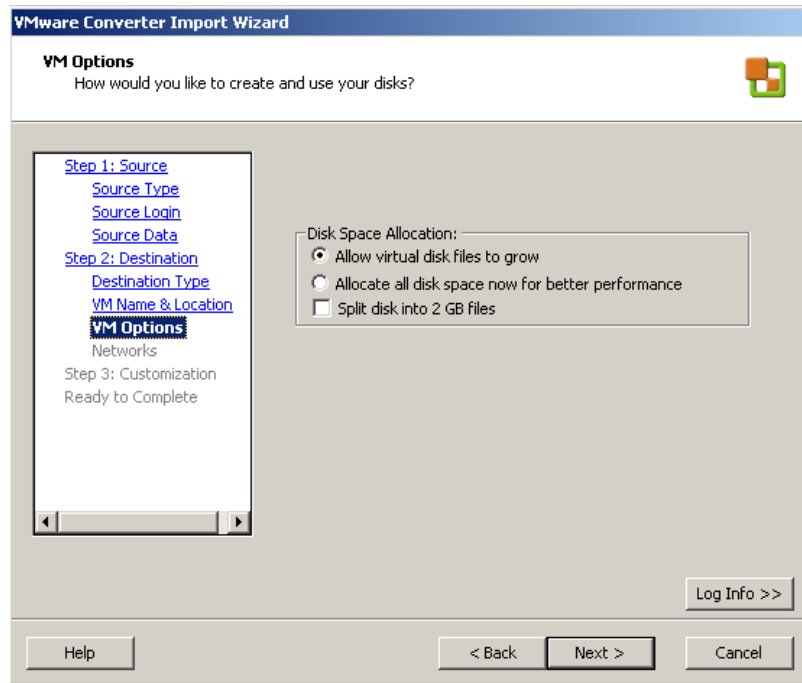 VMware Converter Import Wizard
VM Options
How would you like to create and use your disks?
Step 1: Source
Source Type
Source Login
Source Data
Step 2: Destination
Destination Type
VM Name & Location
VM Options
Networks
Step 3: Customization
Ready to Complete
Disk Space Allocation:
Allow virtual disk files to grow
Allocate all disk space now for better performance
Split disk into 2 GB files
Log Info >>
Help
< Back
Next >
Cancel